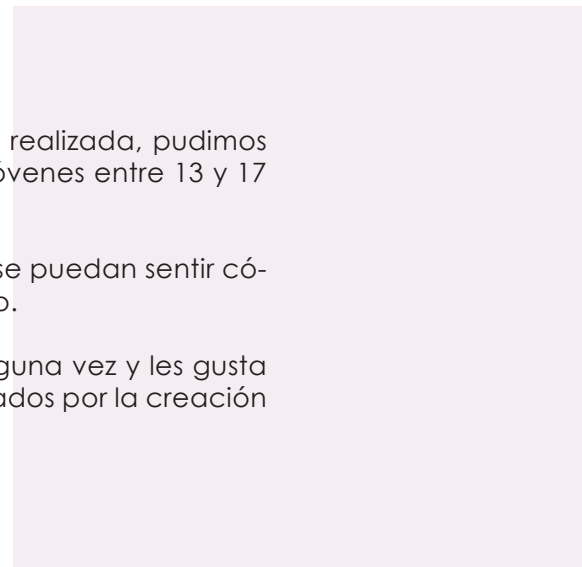 realizada, pudimos
óvenes entre 13 y 17
se puedan sentir có-
o.
guna vez y les gusta
ados por la creación